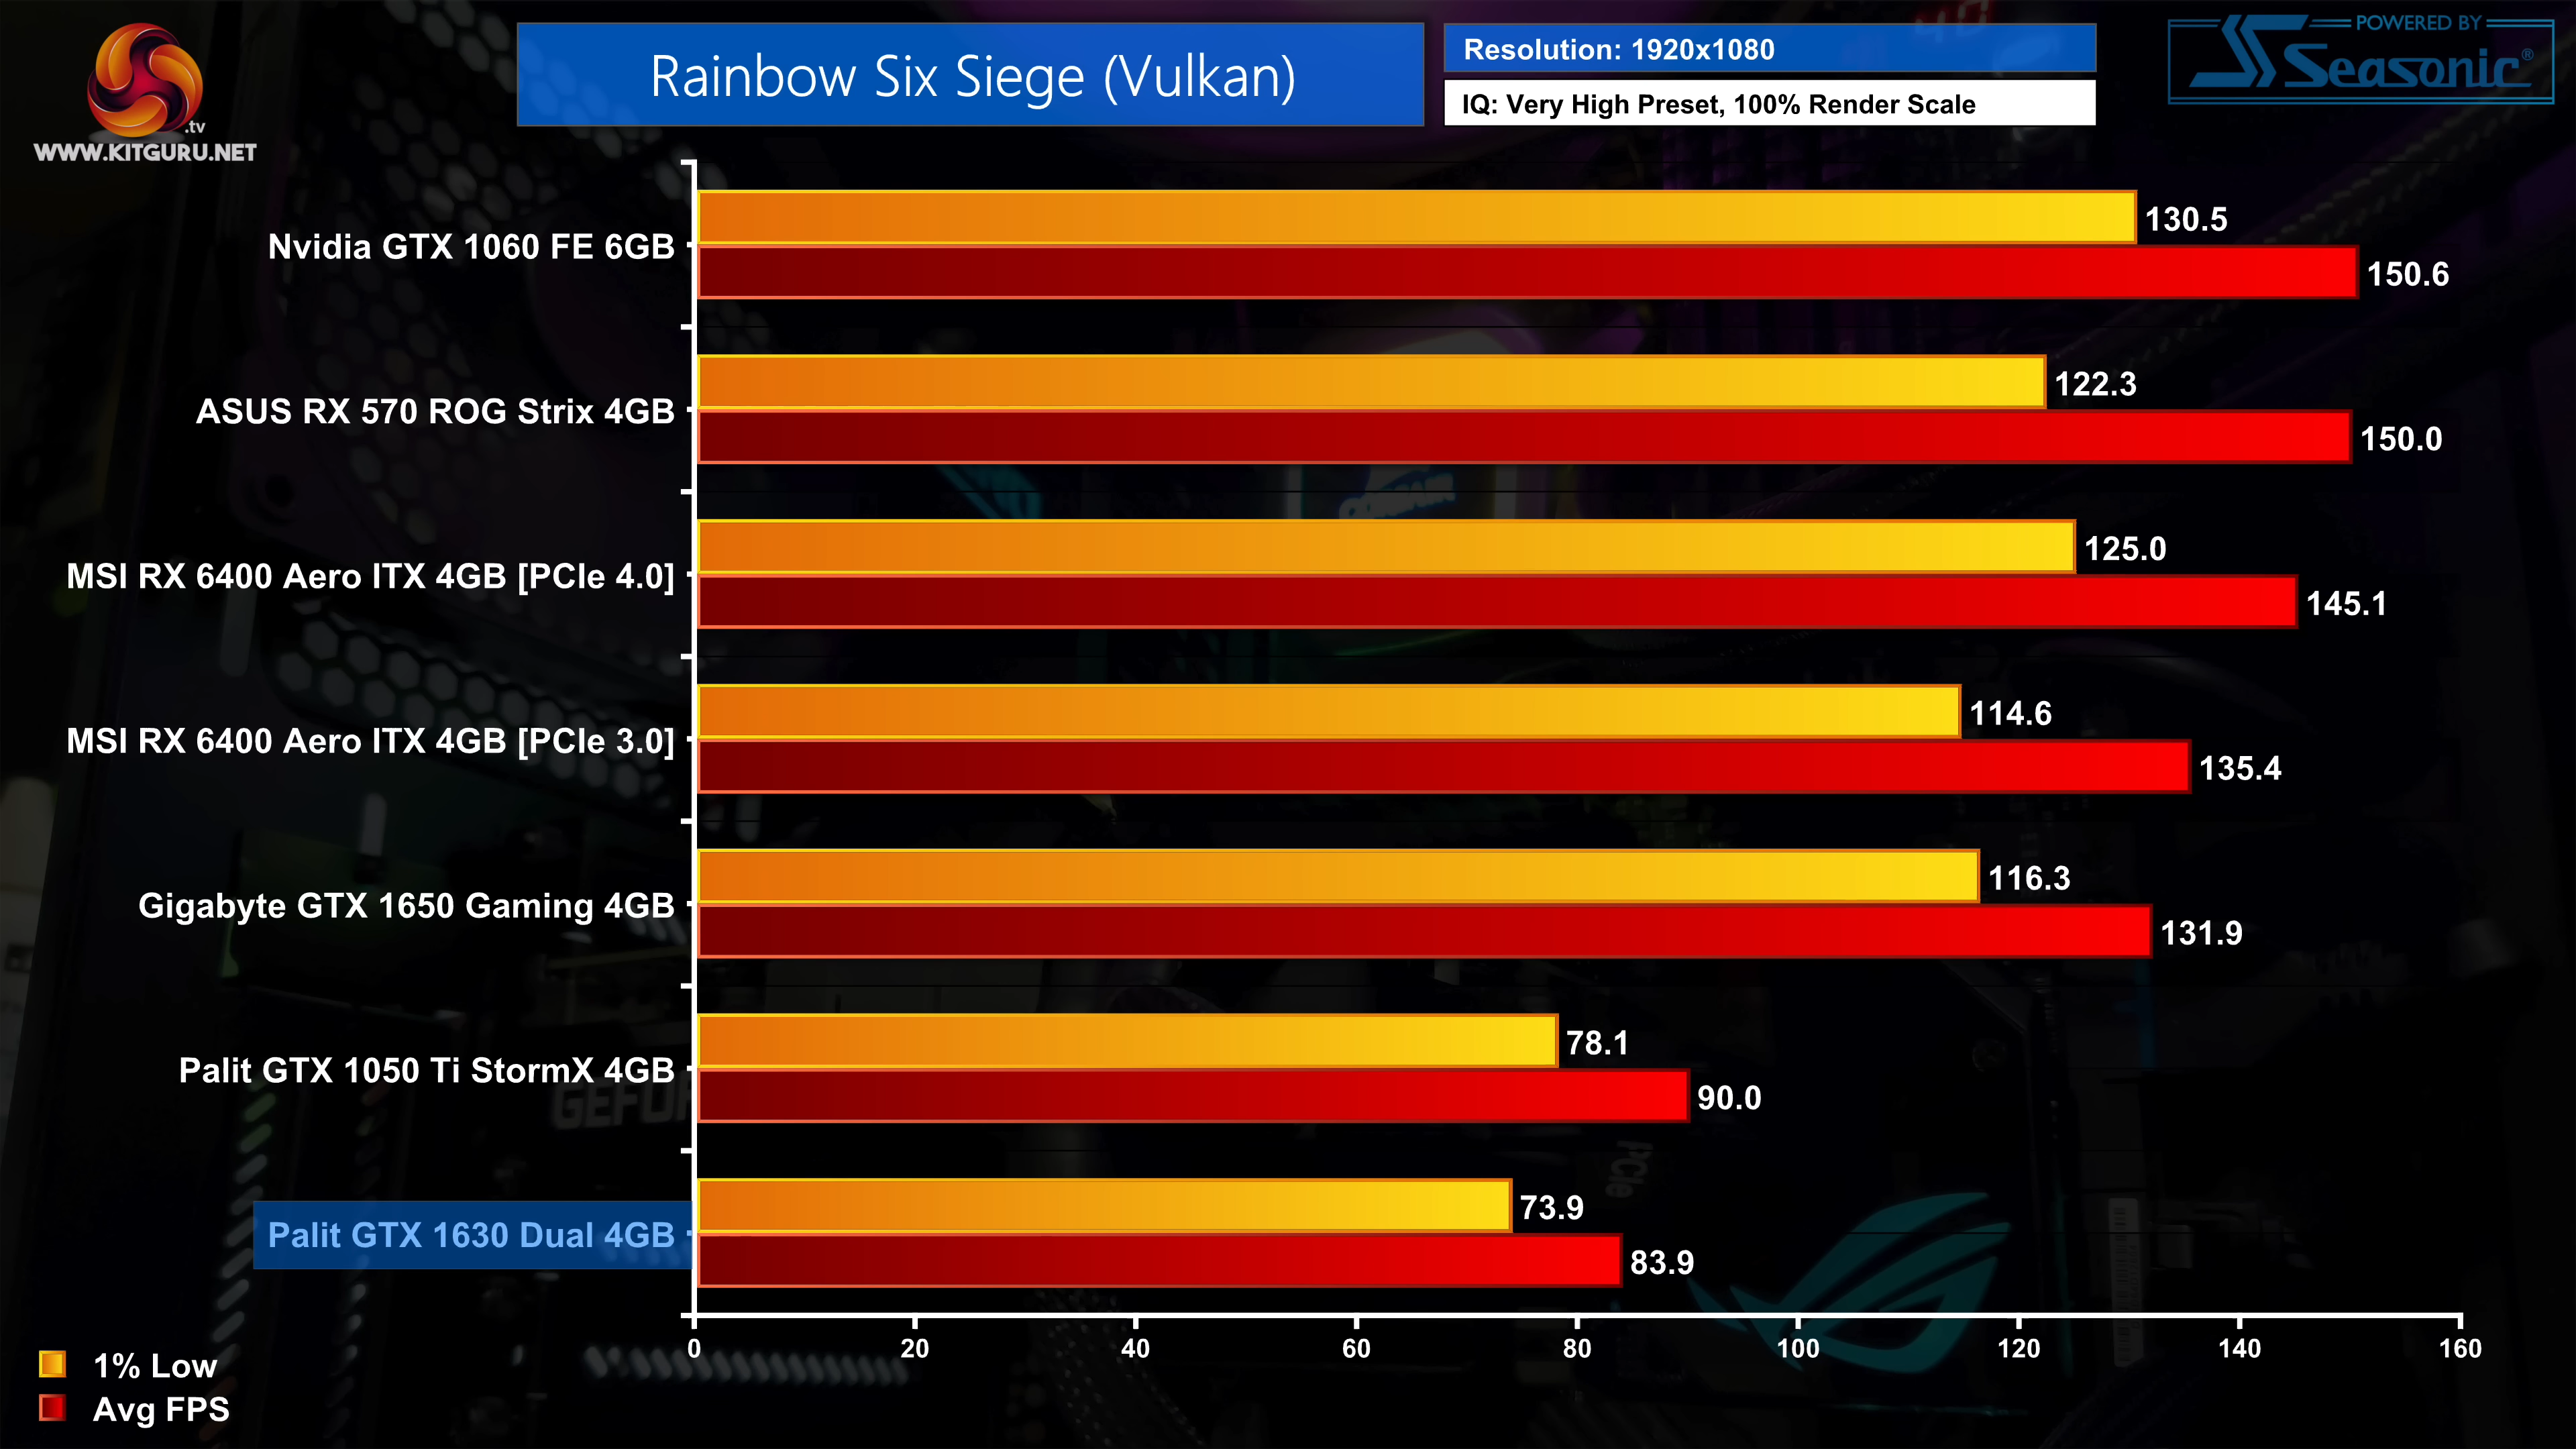 Rainbow Six Siege (Vulkan)
Resolution: 1920x1080
IQ: Very High Preset, 100% Render Scale
POWERED BY
Seasonic®
.tv
WWW.KITGURU.NET
Nvidia GTX 1060 FE 6GB
130.5
150.6
ASUS RX 570 ROG Strix 4GB
122.3
150.0
MSI RX 6400 Aero ITX 4GB [PCIe 4.0]
125.0
145.1
MSI RX 6400 Aero ITX 4GB [PCIe 3.0]
114.6
135.4
Gigabyte GTX 1650 Gaming 4GB
116.3
131.9
Palit GTX 1050 Ti StormX 4GB
78.1
90.0
Palit GTX 1630 Dual 4GB
73.9
83.9
0 20 40 60 80 100 120 140 160
1% Low
Avg FPS
PCIe